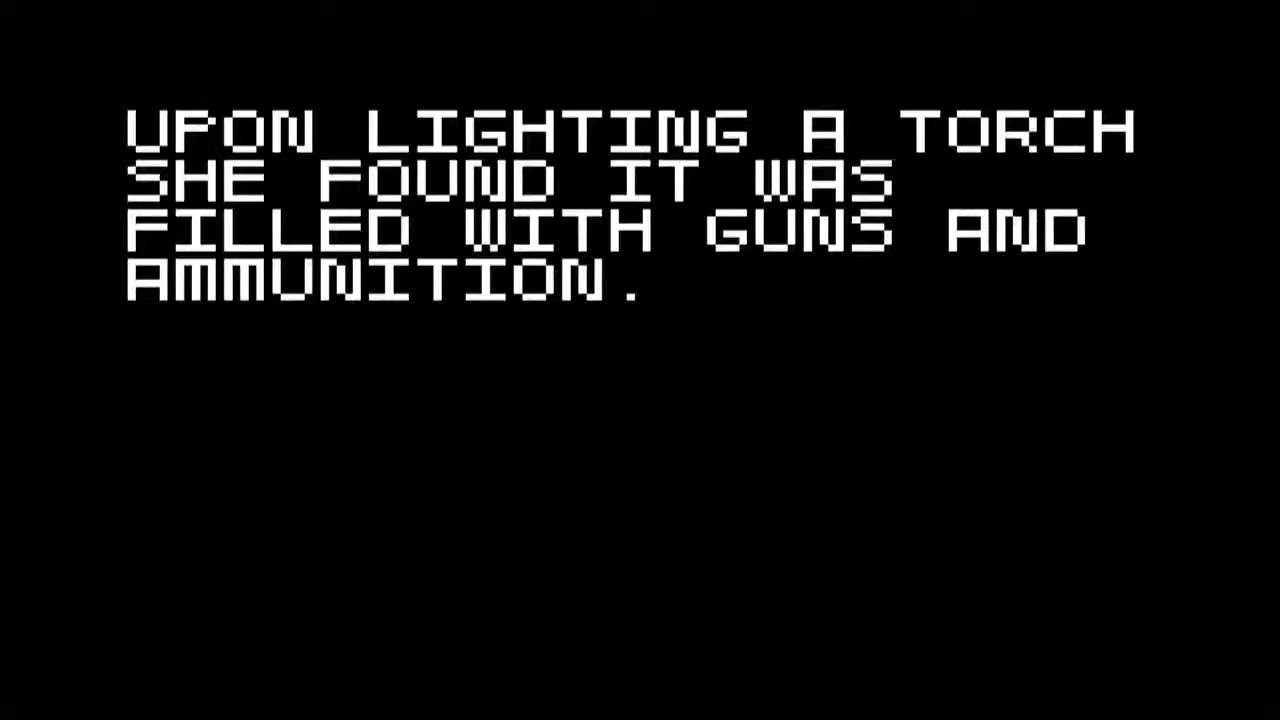 UPON LIGHTING A TORCH
SHE FOUND IT WAS
FILLED WITH GUNS AND
AMMUNITION.